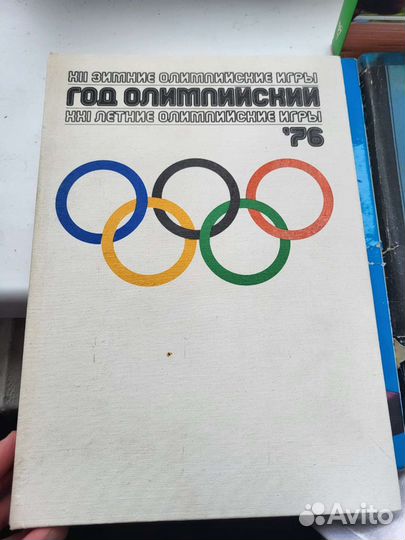 XII ЗИМНИЕ ОЛИМПИЙСКИЕ ИГРЫ
ГОД ОЛИМПИЙСКИЙ
XXI ЛЕТНИЕ ОЛИМПИЙСКИЕ ИГРЫ
'76
Avito